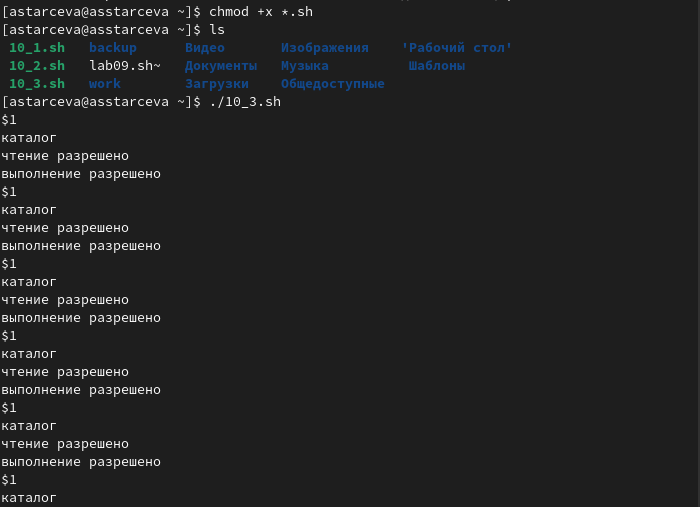 [astarceva@asstarceva ~]$ chmod +x *.sh
[astarceva@asstarceva ~]$ ls
10_1.sh backup Видео Изображения 'Рабочий стол'
10_2.sh lab09.sh~ Документы Музыка Шаблоны
10_3.sh work Загрузки Общедоступные
[astarceva@asstarceva ~]$ ./10_3.sh
$1
каталог
чтение разрешено
выполнение разрешено
$1
каталог
чтение разрешено
выполнение разрешено
$1
каталог
чтение разрешено
выполнение разрешено
$1
каталог
чтение разрешено
выполнение разрешено
$1
каталог
чтение разрешено
выполнение разрешено
$1
каталог